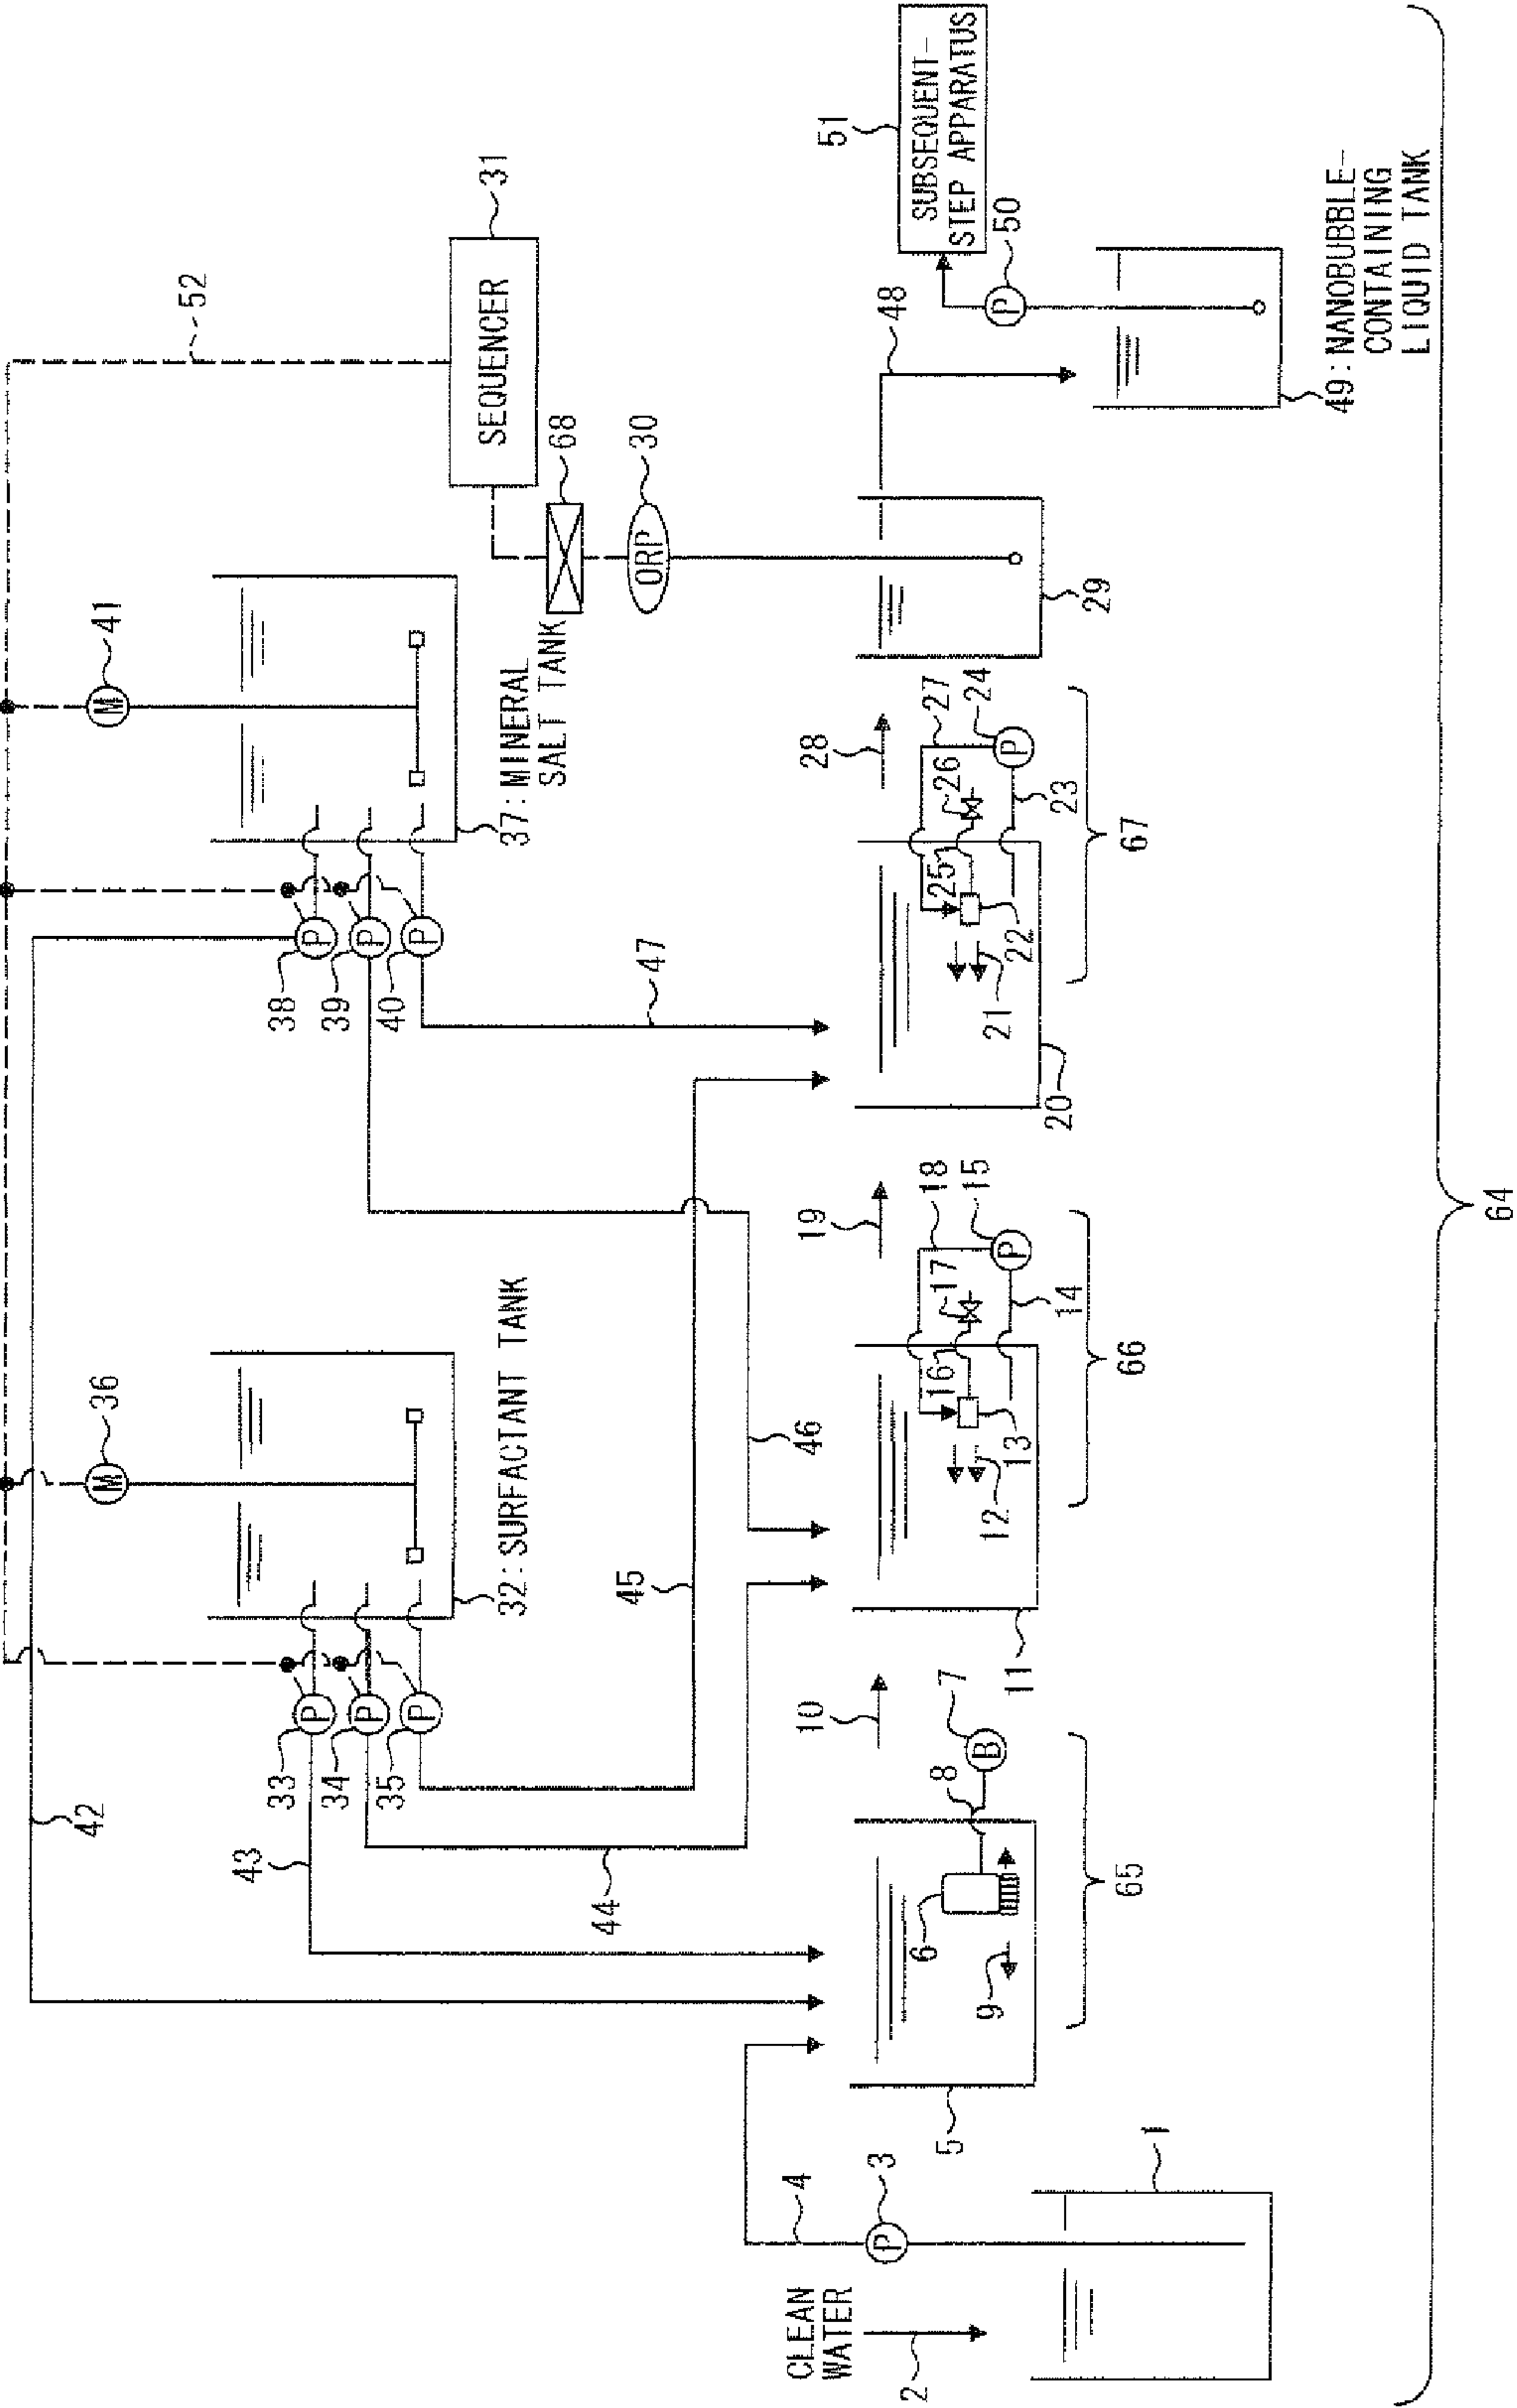 52
42
36
41
33
38
43
34
39
35
40
32:SURFACTANT TANK
37:MINERAL
SALT TANK
SEQUENCER
31
M
M
P
P
P
P
P
P
68
ORP
30
44
45
46
47
CLEAN
WATER
2
4
P
3
10
19
28
48
51
SUBSEQUENT-
STEP APPARATUS
P
50
5
6
9
8
B
7
11
12
13
16
17
18
P
15
14
20
21
22
25
26
27
P
24
23
29
1
65
66
67
49:NANOBUBBLE-
CONTAINING
LIQUID TANK
64